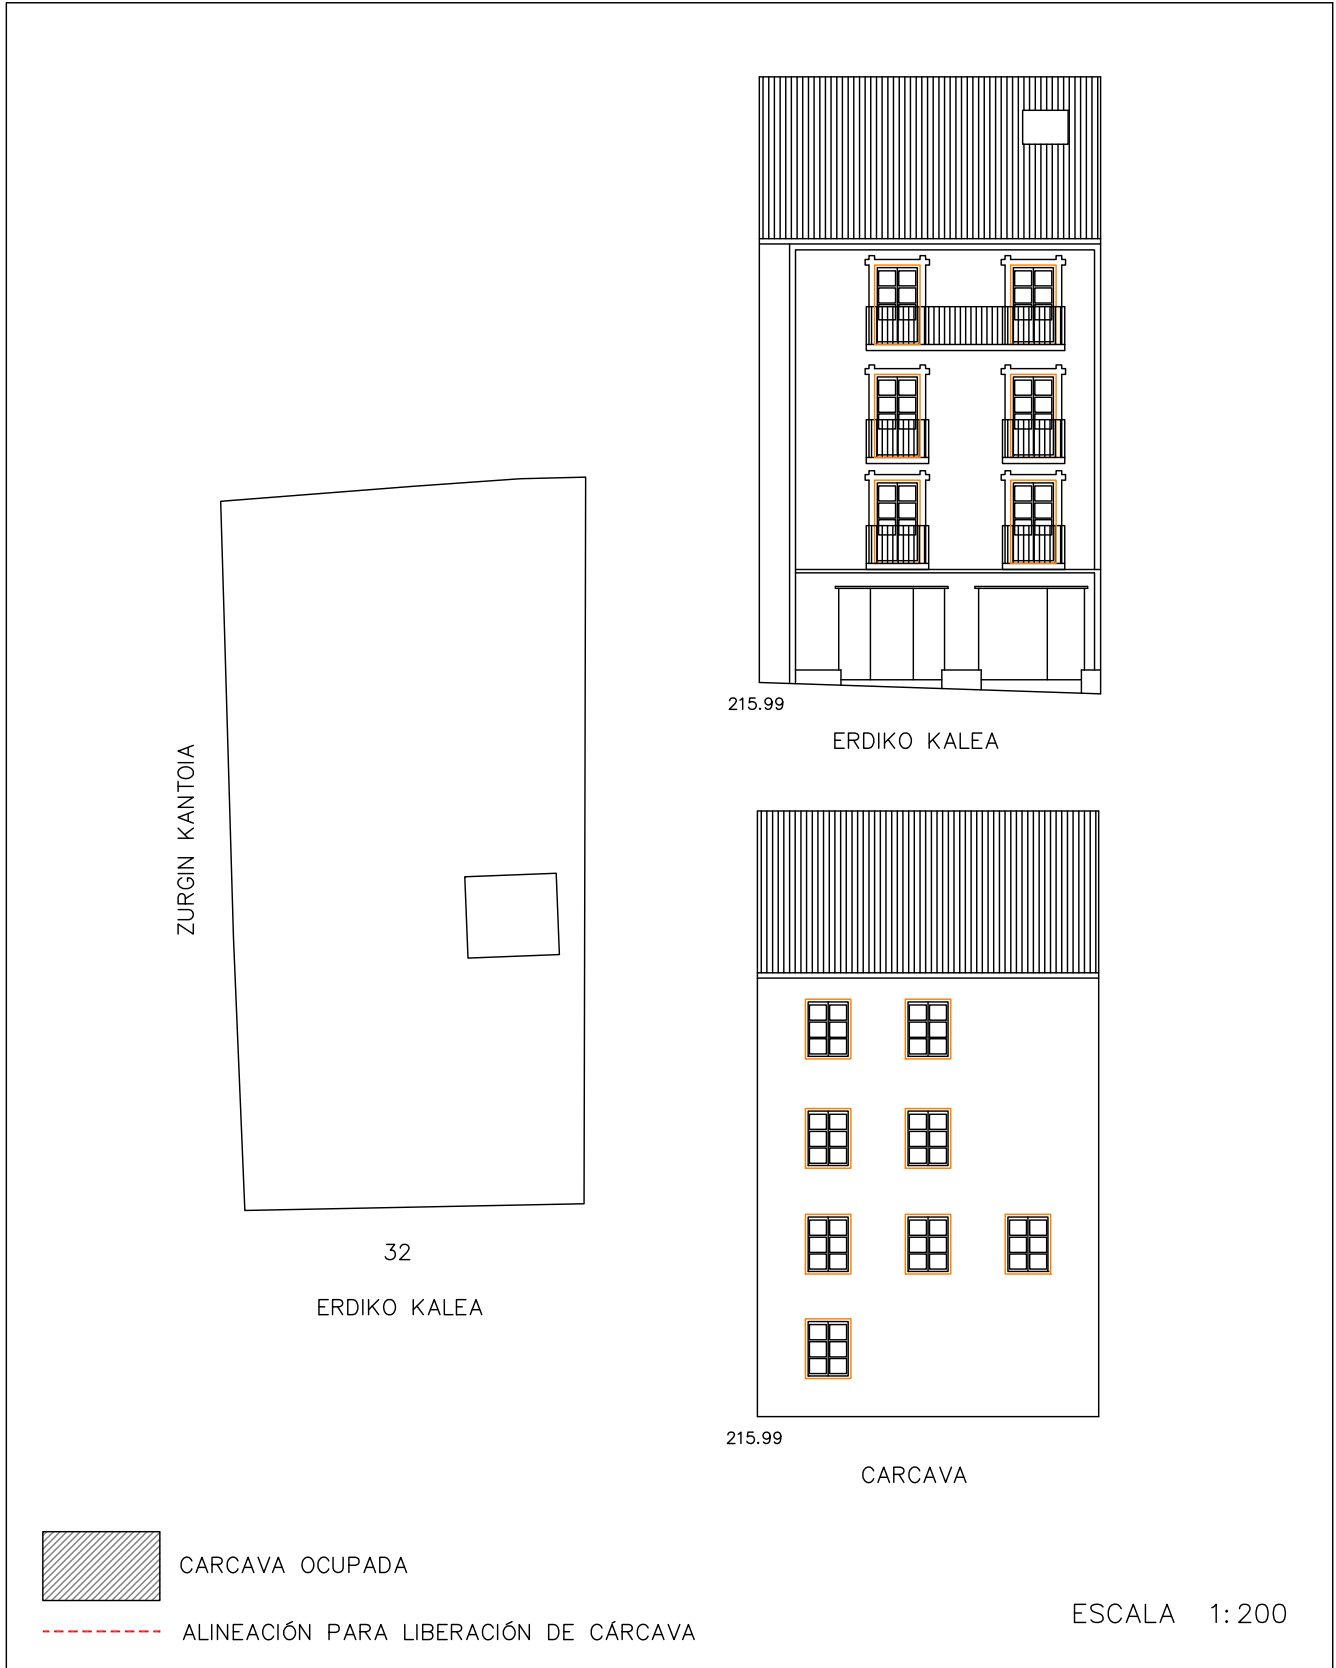 215.99
ERDIKO KALEA
ZURGIN KANTOIA
32
ERDIKO KALEA
215.99
CARCAVA
CARCAVA OCUPADA
ALINEACIÓN PARA LIBERACIÓN DE CÁRCAVA
ESCALA 1:200